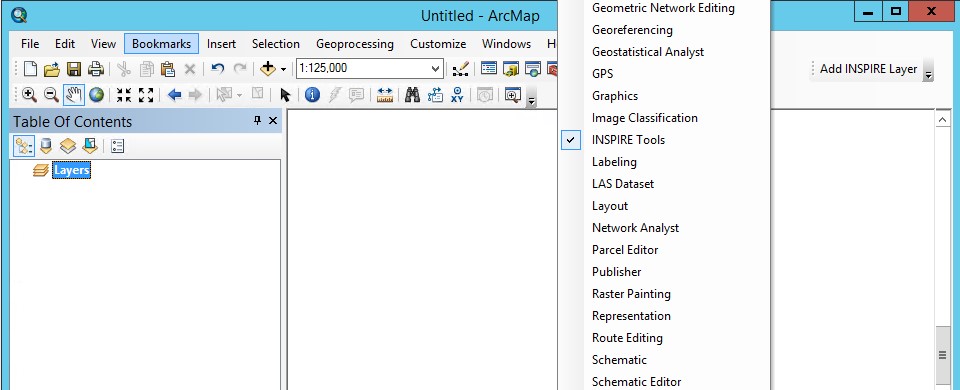 Untitled - ArcMap
File Edit View Bookmarks Insert Selection Geoprocessing Customize Windows H
1:125,000
Add INSPIRE Layer
XY
Table Of Contents
Layers
Geometric Network Editing
Georeferencing
Geostatistical Analyst
GPS
Graphics
Image Classification
INSPIRE Tools
Labeling
LAS Dataset
Layout
Network Analyst
Parcel Editor
Publisher
Raster Painting
Representation
Route Editing
Schematic
Schematic Editor